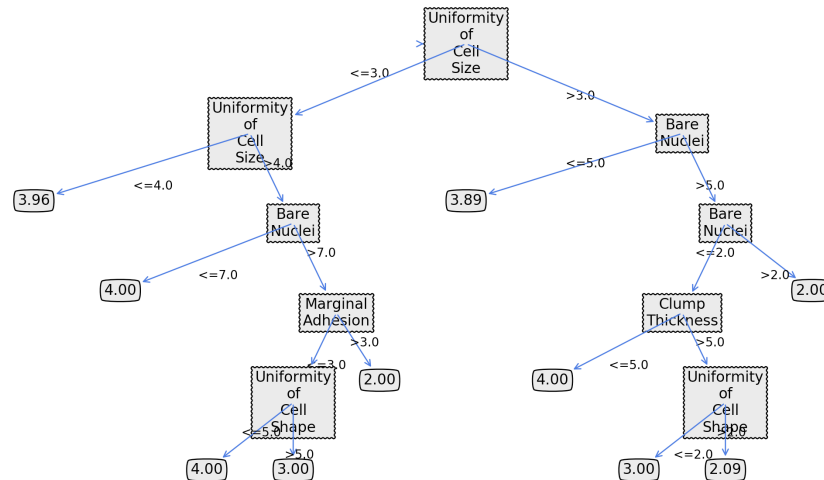 Uniformity
of
Cell
Size
<=3.0
>3.0
Uniformity
of
Cell
Size
Bare
Nuclei
>4.0
<=5.0
<=4.0
>5.0
3.96
3.89
Bare
Nuclei
Bare
Nuclei
>7.0
<=2.0
<=7.0
>2.0
4.00
2.00
Marginal
Adhesion
Clump
Thickness
>3.0
>5.0
<=3.0
<=5.0
Uniformity
of
Cell
Shape
2.00
4.00
Uniformity
of
Cell
Shape
<=5.0
>2.0
>5.0
<=2.0
4.00
3.00
3.00
2.09